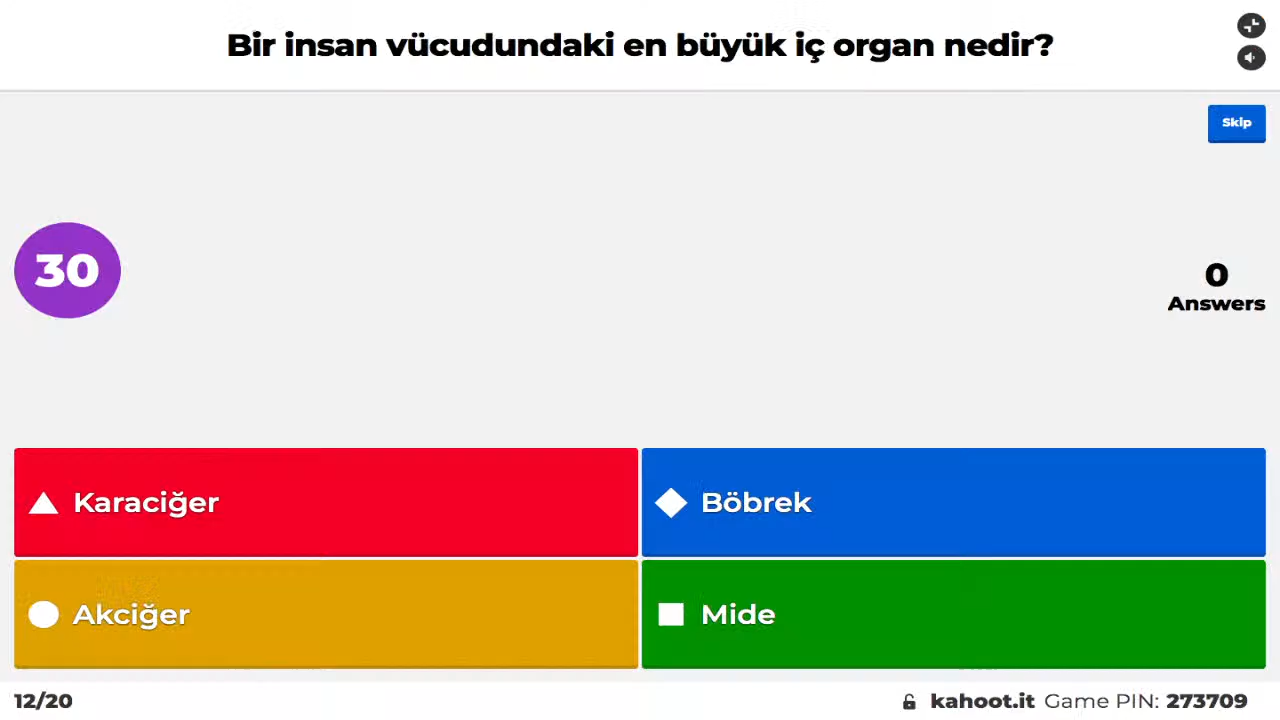 Bir insan vücudundaki en büyük iç organ nedir?
Skip
30
0
Answers
Karaciğer
Böbrek
Akciğer
Mide
12/20
kahoot.it Game PIN: 273709